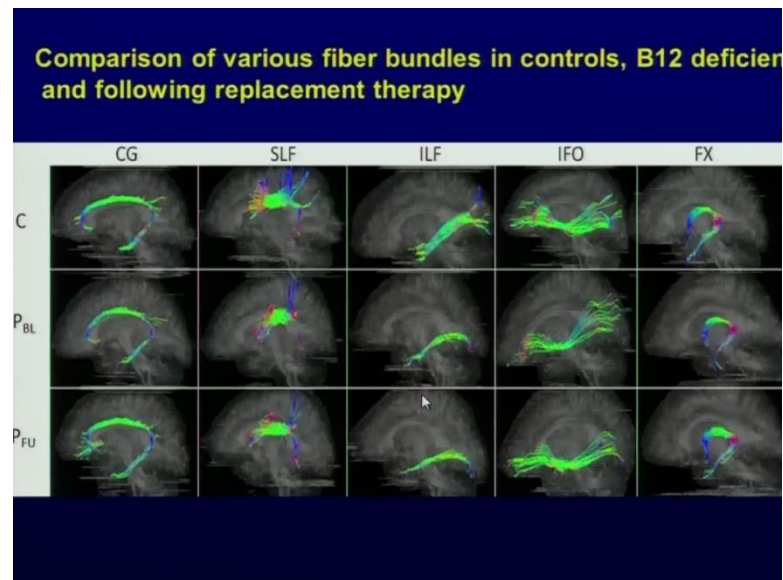 Comparison of various fiber bundles in controls, B12 deficien
and following replacement therapy
CG SLF ILF IFO FX
C
PBL
PFU